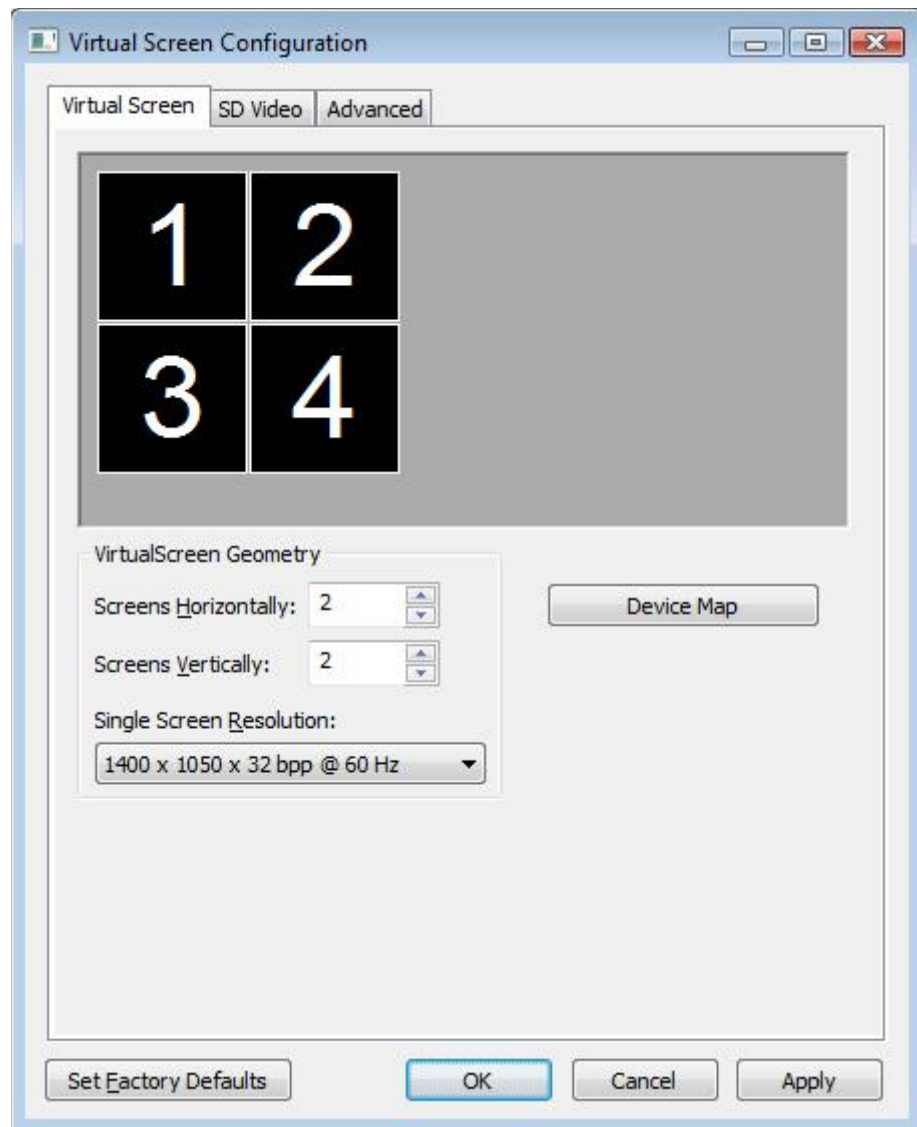 Virtual Screen Configuration
Virtual Screen SD Video Advanced
1 2
3 4
VirtualScreen Geometry
Screens Horizontally: 2
Device Map
Screens Vertically: 2
Single Screen Resolution:
1400 x 1050 x 32 bpp @ 60 Hz
Set Factory Defaults OK Cancel Apply